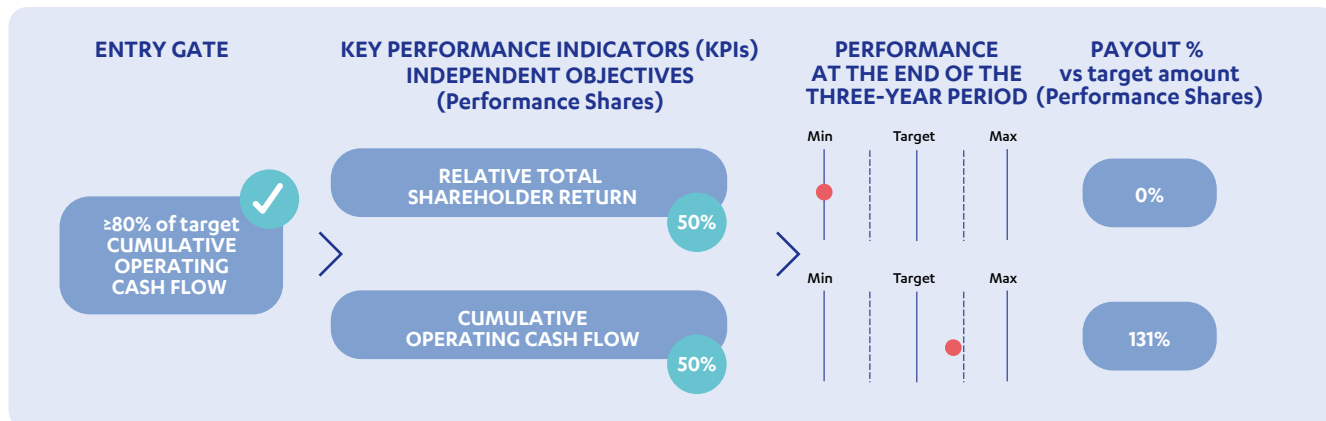 ENTRY GATE
KEY PERFORMANCE INDICATORS (KPIs)
INDEPENDENT OBJECTIVES
(Performance Shares)
PERFORMANCE
AT THE END OF THE
THREE-YEAR PERIOD
PAYOUT %
vs target amount
(Performance Shares)
≥80% of target
CUMULATIVE
OPERATING
CASH FLOW
RELATIVE TOTAL
SHAREHOLDER RETURN
50%
Min Target Max
0%
CUMULATIVE
OPERATING CASH FLOW
50%
Min Target Max
131%